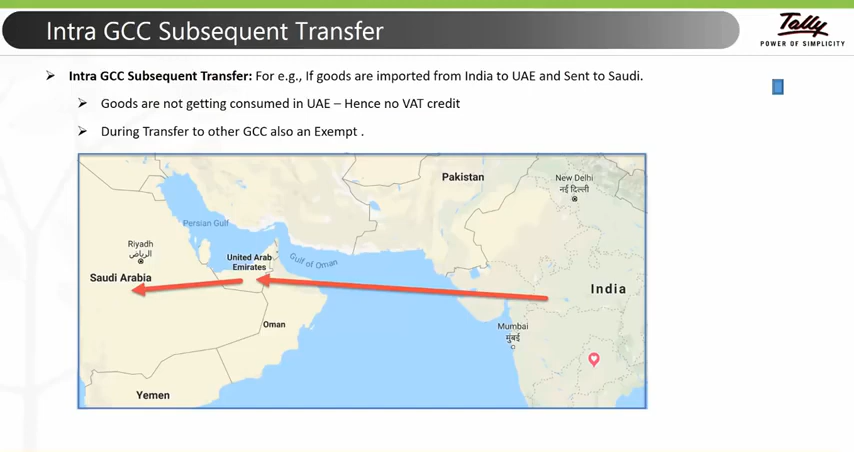 Intra GCC Subsequent Transfer
Tally
POWER OF SIMPLICITY
Intra GCC Subsequent Transfer: For e.g., If goods are imported from India to UAE and Sent to Saudi.
Goods are not getting consumed in UAE – Hence no VAT credit
During Transfer to other GCC also an Exempt .
Pakistan
New Delhi
नई दिल्ली
Persian Gulf
Riyadh
الرياض
United Arab
Emirates
Gulf of Oman
Saudi Arabia
India
Oman
Mumbai
मुंबई
Yemen